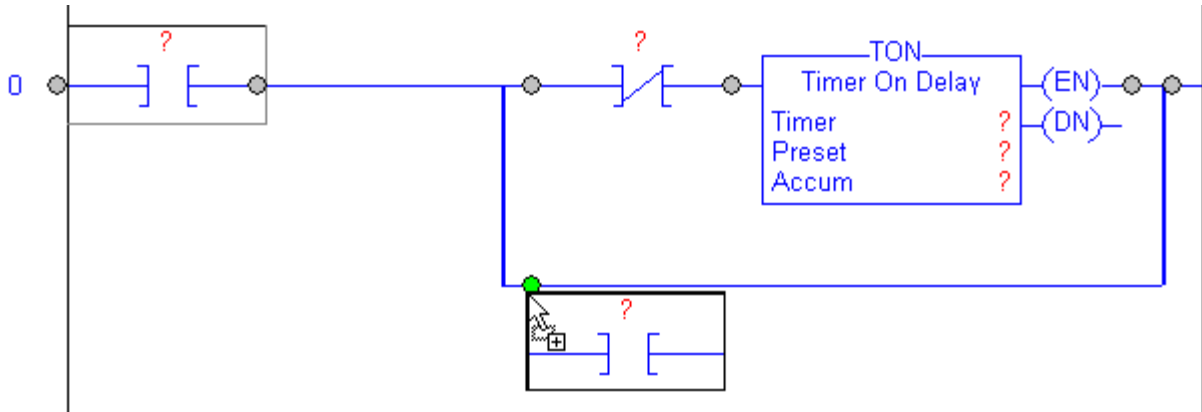 ? ? TON
0 Timer On Delay (EN)
Timer ? (DN)
Preset ?
Accum ?
?